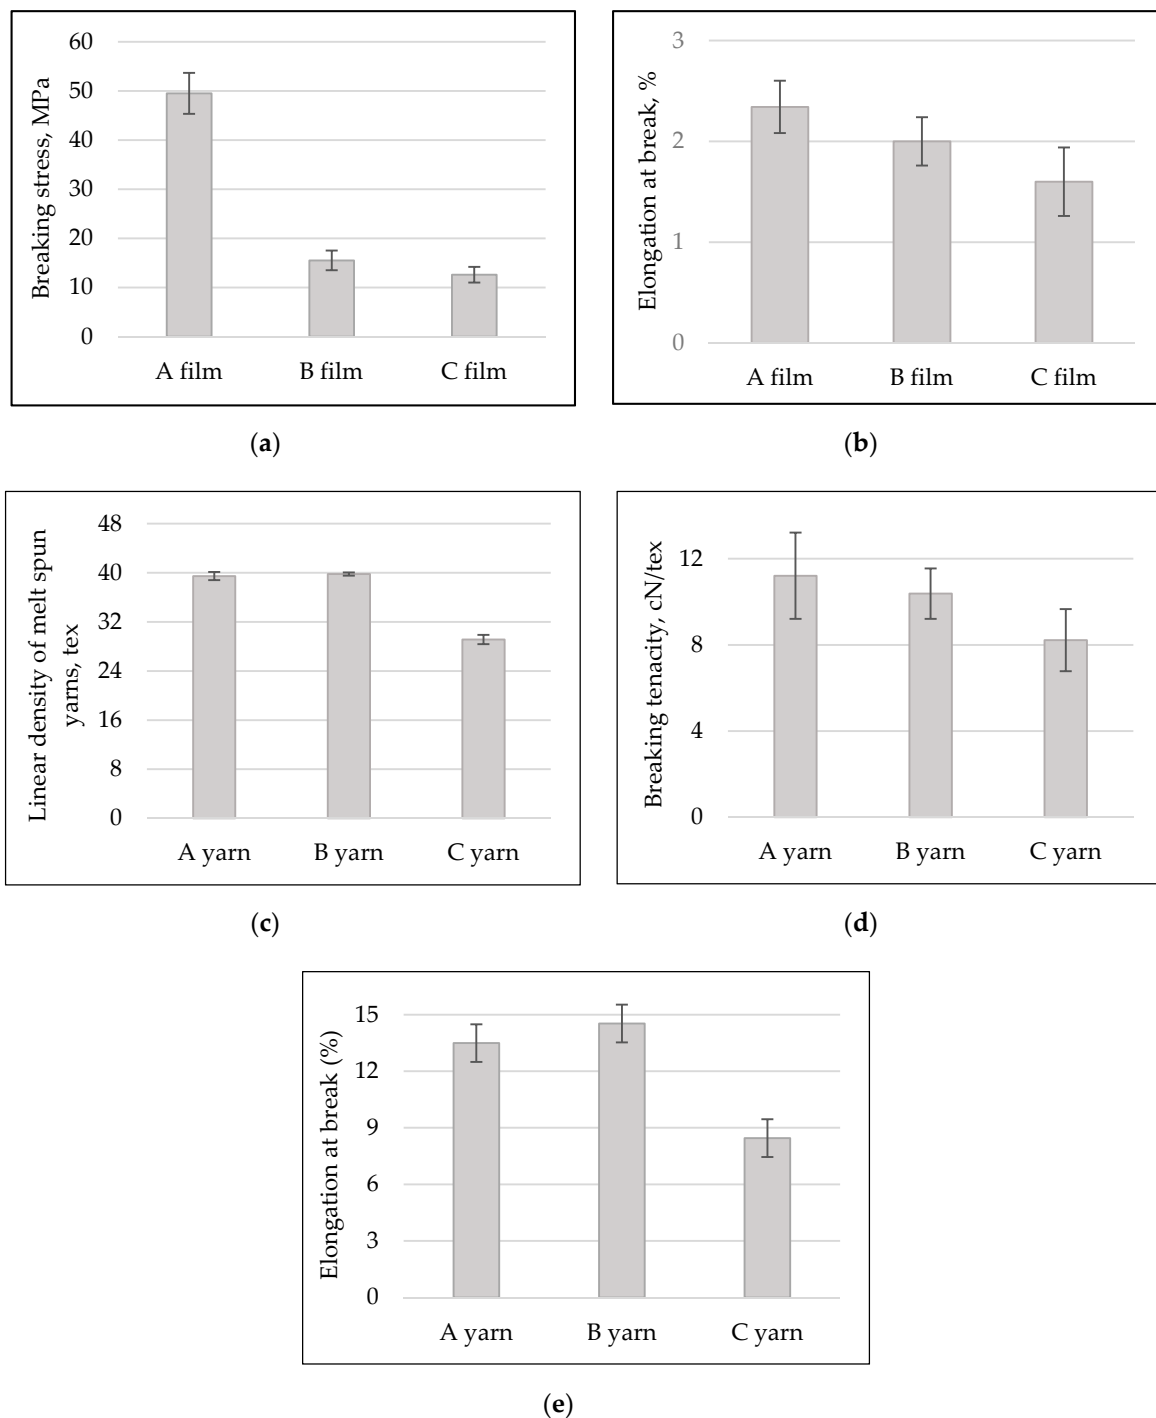 60
50
40
30
20
10
0
Breaking stress, MPa
A film B film C film
(a)
3
2
1
0
Elongation at break, %
A film B film C film
(b)
48
40
32
24
16
8
0
Linear density of melt spun
yarns, tex
A yarn B yarn C yarn
(c)
12
8
4
0
Breaking tenacity, cN/tex
A yarn B yarn C yarn
(d)
15
12
9
6
3
0
Elongation at break (%)
A yarn B yarn C yarn
(e)